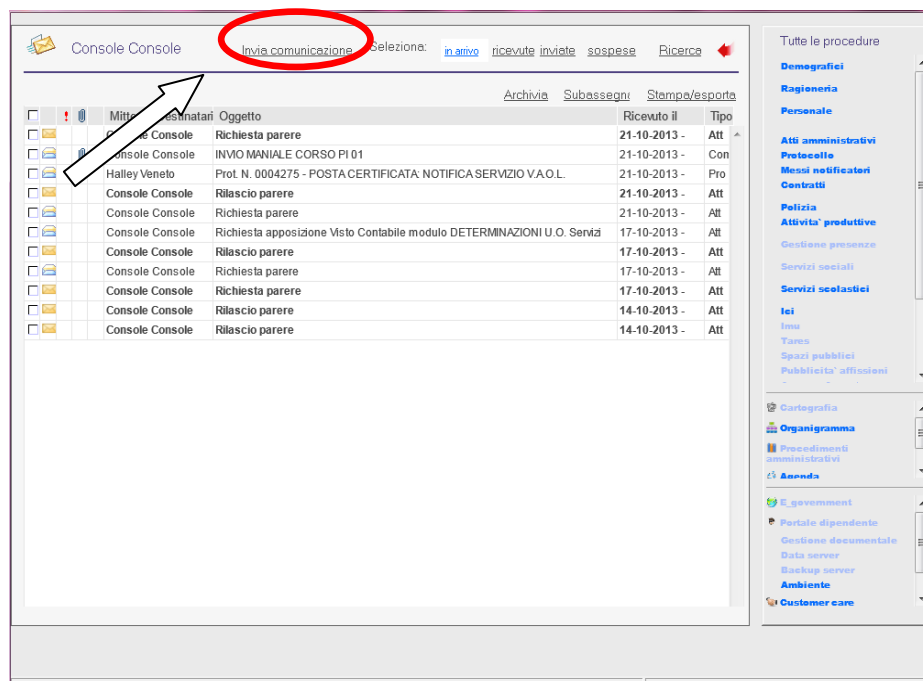 Console Console Invia comunicazione Seleziona: in arrivo ricevute inviate sospese Ricerca
Archivia Subassegni Stampa/esporta
! Oggetto Ricevuto il Tipo
Console Console Richiesta parere 21-10-2013 - Att
Console Console INVIO MANIALE CORSO PI 01 21-10-2013 - Con
Halley Veneto Prot. N. 0004275 - POSTA CERTIFICATA: NOTIFICA SERVIZIO V.A.O.L. 21-10-2013 - Pro
Console Console Rilascio parere 21-10-2013 - Att
Console Console Richiesta parere 21-10-2013 - Att
Console Console Richiesta apposizione Visto Contabile modulo DETERMINAZIONI U.O. Servizi 17-10-2013 - Att
Console Console Rilascio parere 17-10-2013 - Att
Console Console Richiesta parere 17-10-2013 - Att
Console Console Richiesta parere 17-10-2013 - Att
Console Console Rilascio parere 14-10-2013 - Att
Console Console Rilascio parere 14-10-2013 - Att
Tutte le procedure
Demografici
Ragioneria
Personale
Atti amministrativi
Protocollo
Messi notificatori
Contratti
Polizia
Attivita` produttive
Gestione presenze
Servizi sociali
Servizi scolastici
Ici
Imu
Tares
Spazi pubblici
Pubblicita` affissioni
Cartografia
Organigramma
Procedimenti
amministrativi
Agenda
E_government
Portale dipendente
Gestione documentale
Data server
Backup server
Ambiente
Customer care